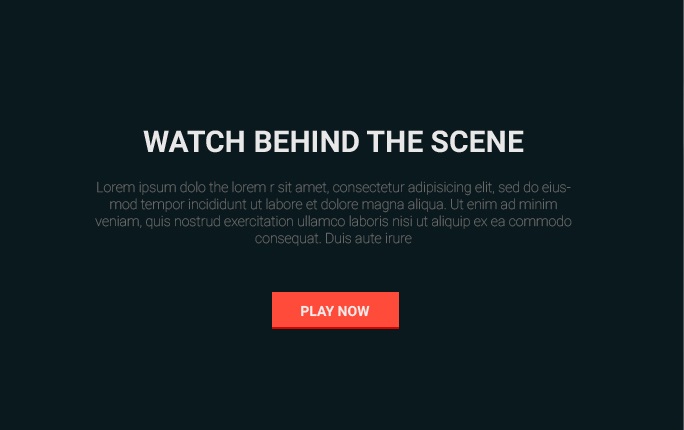 WATCH BEHIND THE SCENE
Lorem ipsum dolo the lorem r sit amet, consectetur adipisicing elit, sed do eius-
mod tempor incididunt ut labore et dolore magna aliqua. Ut enim ad minim
veniam, quis nostrud exercitation ullamco laboris nisi ut aliquip ex ea commodo
consequat. Duis aute irure
PLAY NOW